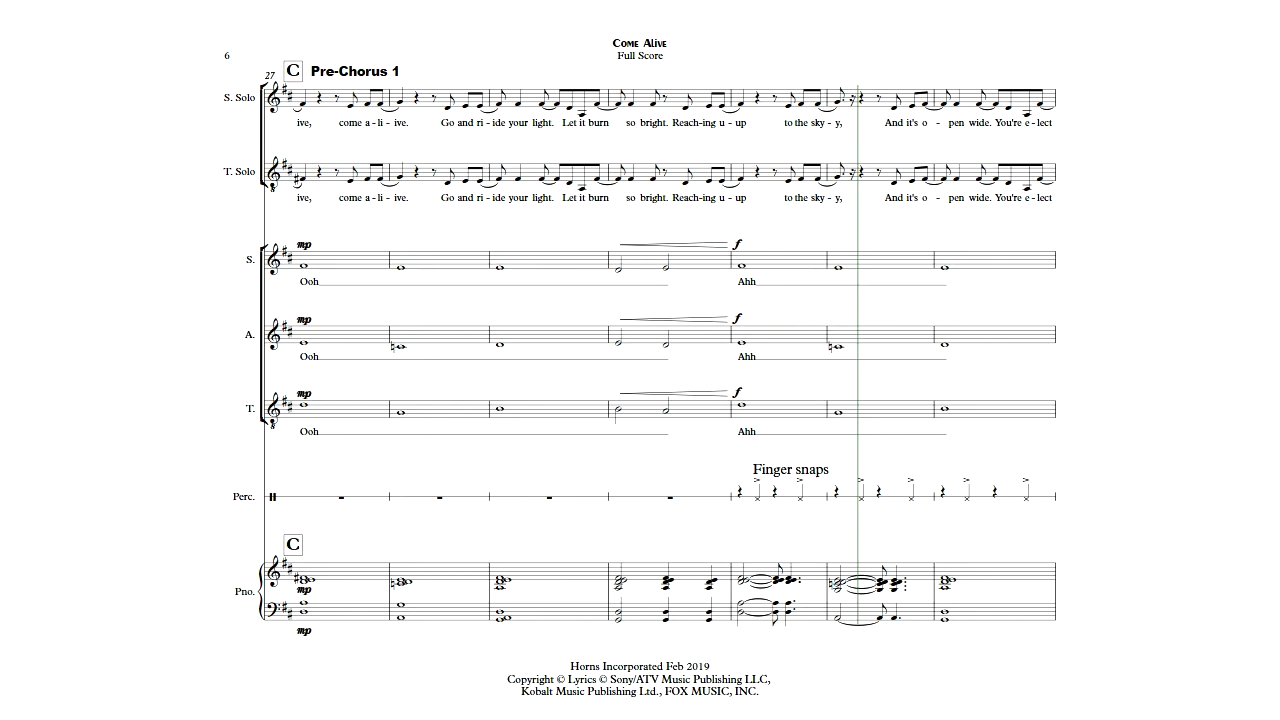 Come Alive
6
Full Score
27
C Pre-Chorus 1
S. Solo
ive, come a - li - ive. Go and ri - ide your light. Let it burn so bright. Reach-ing u - up to the sky - y, And it's o - pen wide. You're e - lect
T. Solo
ive, come a - li - ive. Go and ri - ide your light. Let it burn so bright. Reach-ing u - up to the sky - y, And it's o - pen wide. You're e - lect
8
mp f
S.
Ooh Ahh
mp f
A.
Ooh Ahh
mp f
T.
8
Ooh Ahh
Finger snaps
Perc.
C
Pno.
mp
mp
Horns Incorporated Feb 2019
Copyright © Lyrics © Sony/ATV Music Publishing LLC,
Kobalt Music Publishing Ltd., FOX MUSIC, INC.